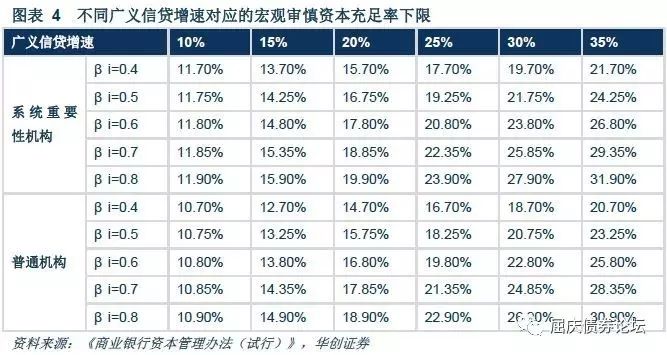 图表 4 不同广义信贷增速对应的宏观审慎资本充足率下限
广义信贷增速 10% 15% 20% 25% 30% 35%
系统重要性机构
β i=0.4 11.70% 13.70% 15.70% 17.70% 19.70% 21.70%
β i=0.5 11.75% 14.25% 16.75% 19.25% 21.75% 24.25%
β i=0.6 11.80% 14.80% 17.80% 20.80% 23.80% 26.80%
β i=0.7 11.85% 15.35% 18.85% 22.35% 25.85% 29.35%
β i=0.8 11.90% 15.90% 19.90% 23.90% 27.90% 31.90%
普通机构
β i=0.4 10.70% 12.70% 14.70% 16.70% 18.70% 20.70%
β i=0.5 10.75% 13.25% 15.75% 18.25% 20.75% 23.25%
β i=0.6 10.80% 13.80% 16.80% 19.80% 22.80% 25.80%
β i=0.7 10.85% 14.35% 17.85% 21.35% 24.85% 28.35%
β i=0.8 10.90% 14.90% 18.90% 22.90% 30.90%
屈庆债券论坛
资料来源：《商业银行资本管理办法（试行）》，华创证券